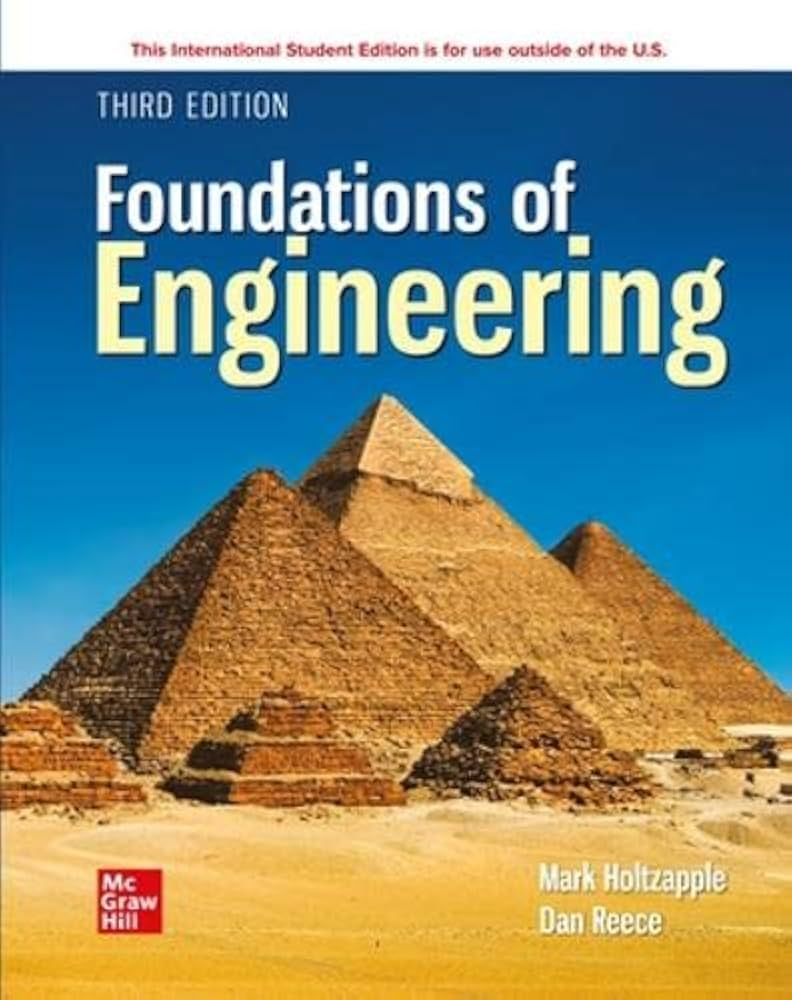 This International Student Edition is for use outside of the U.S.
THIRD EDITION
Foundations of
Engineering
Mc
Graw
Hill
Mark Holtzapple
Dan Reece